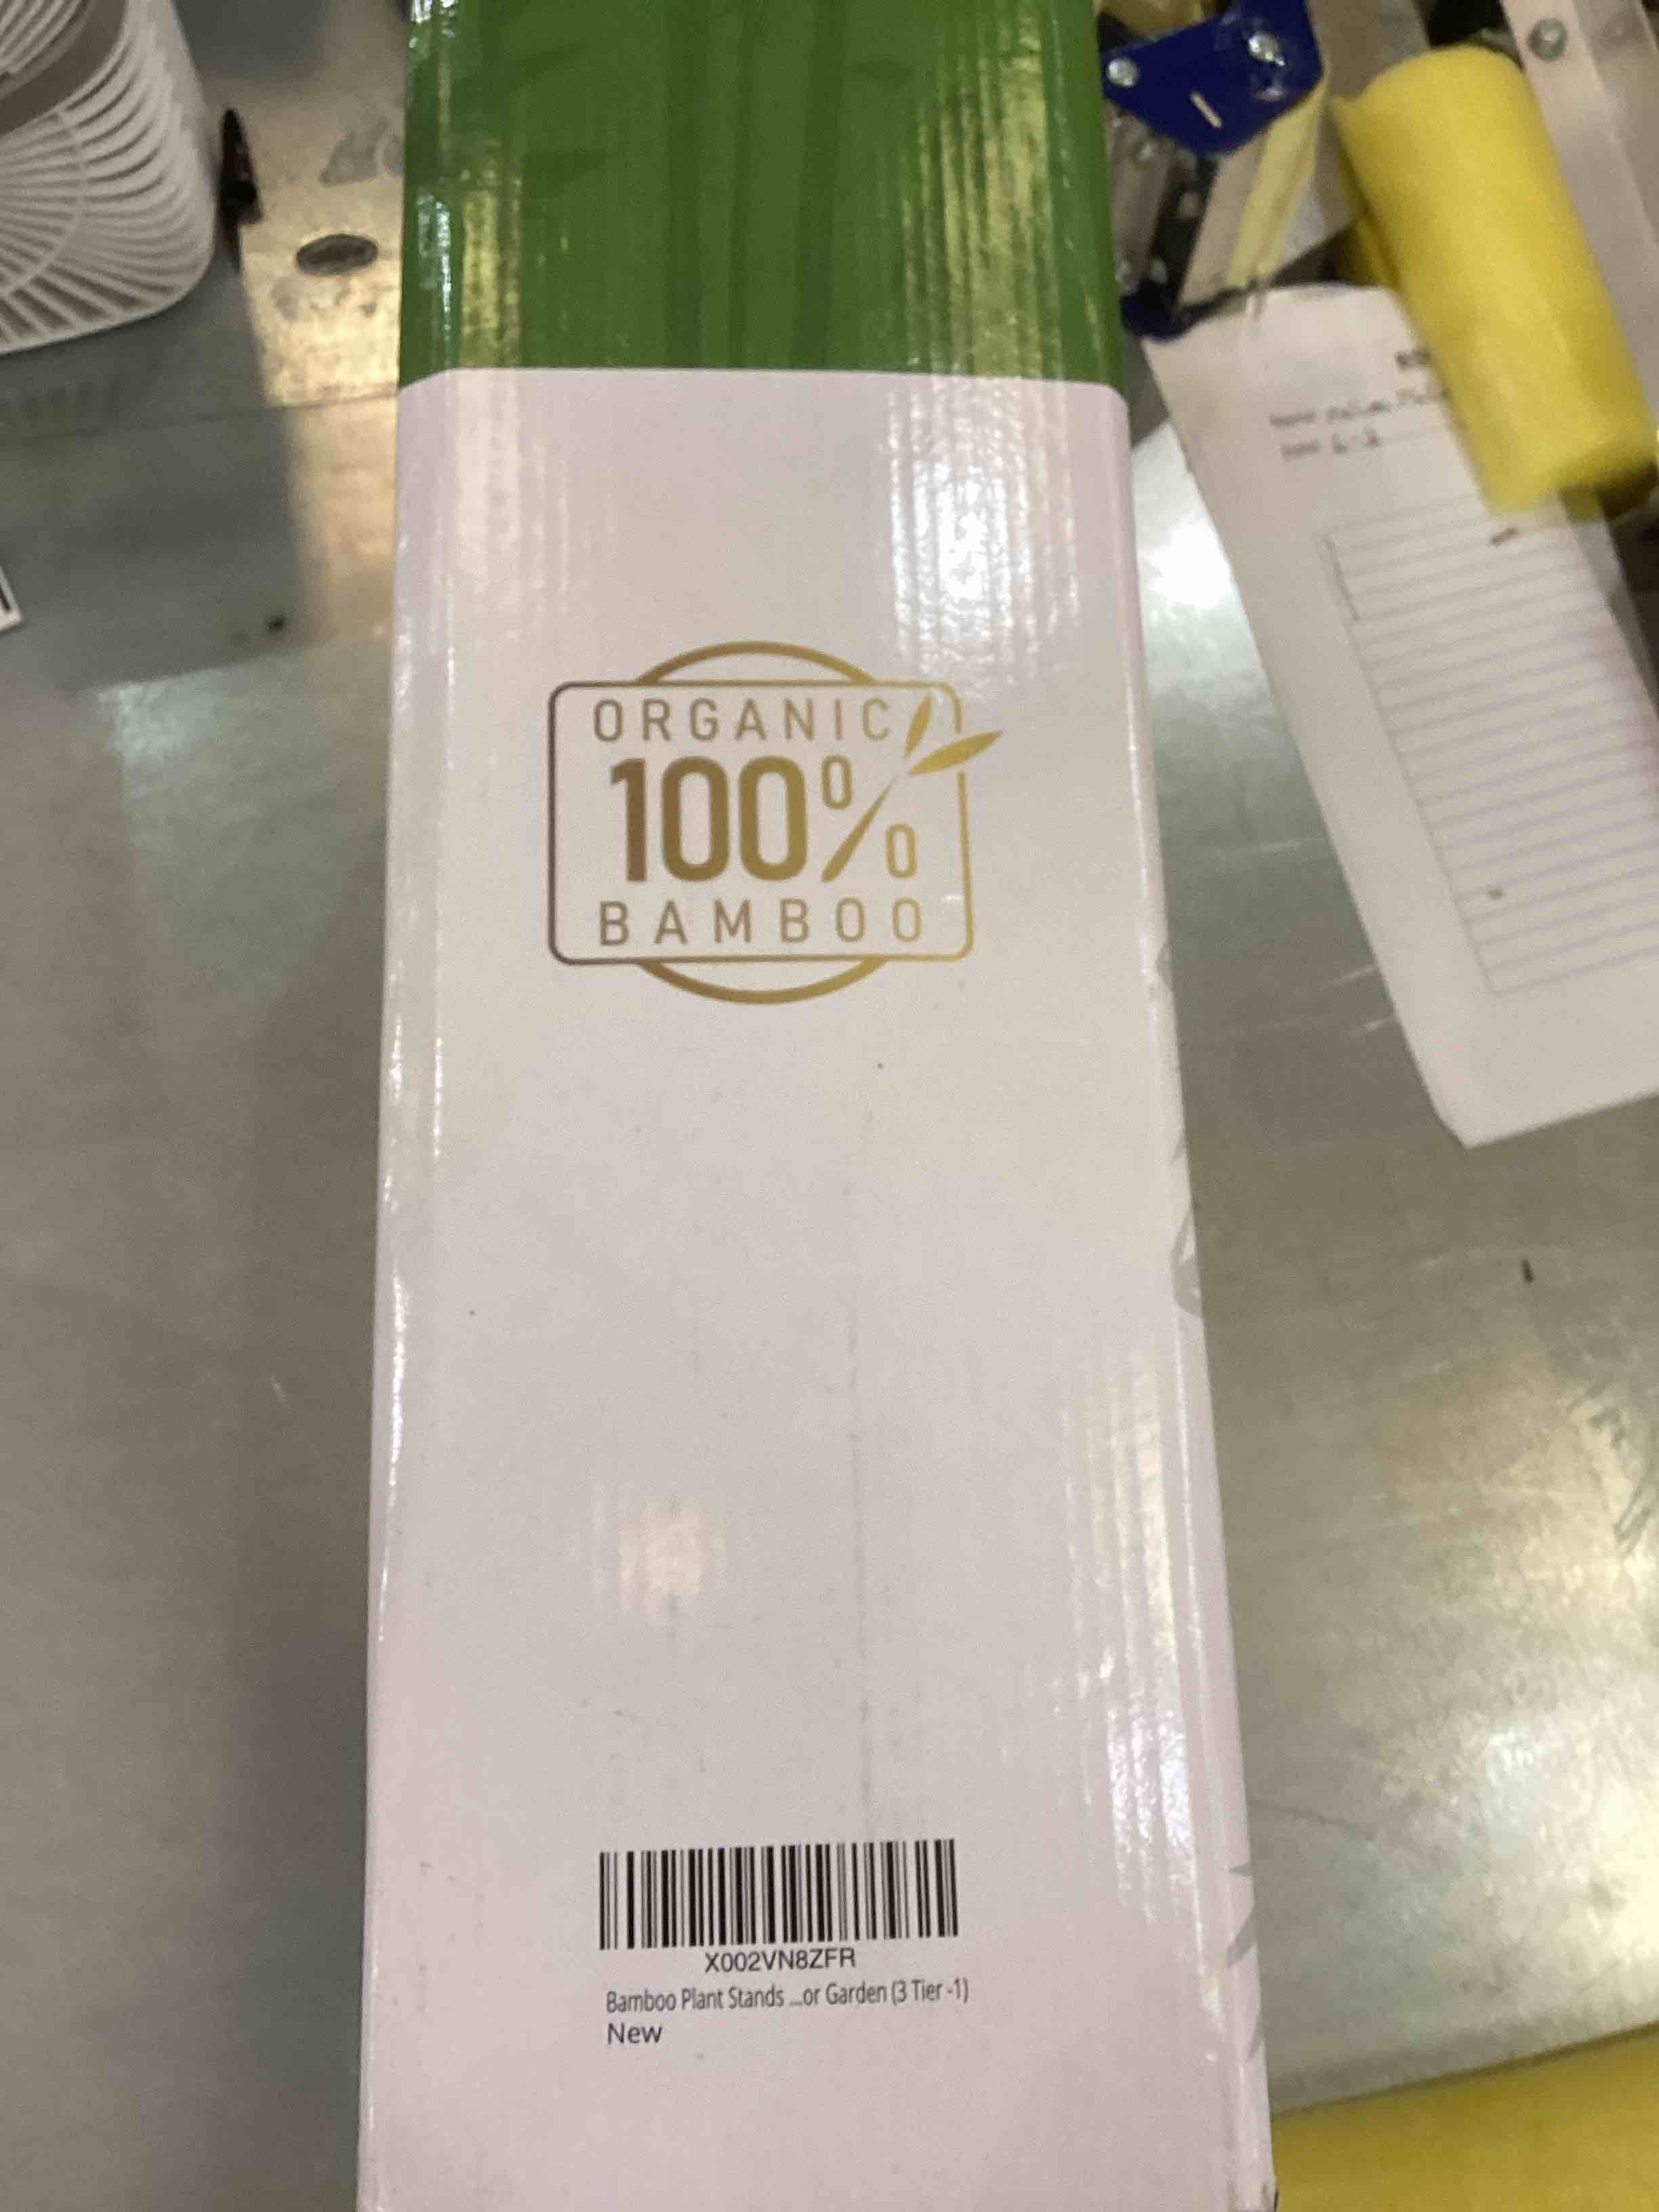 ORGANIC
100%
BAMBOO
X002VN8ZFR
Bamboo Plant Stands ...or Garden (3 Tier -1)
New